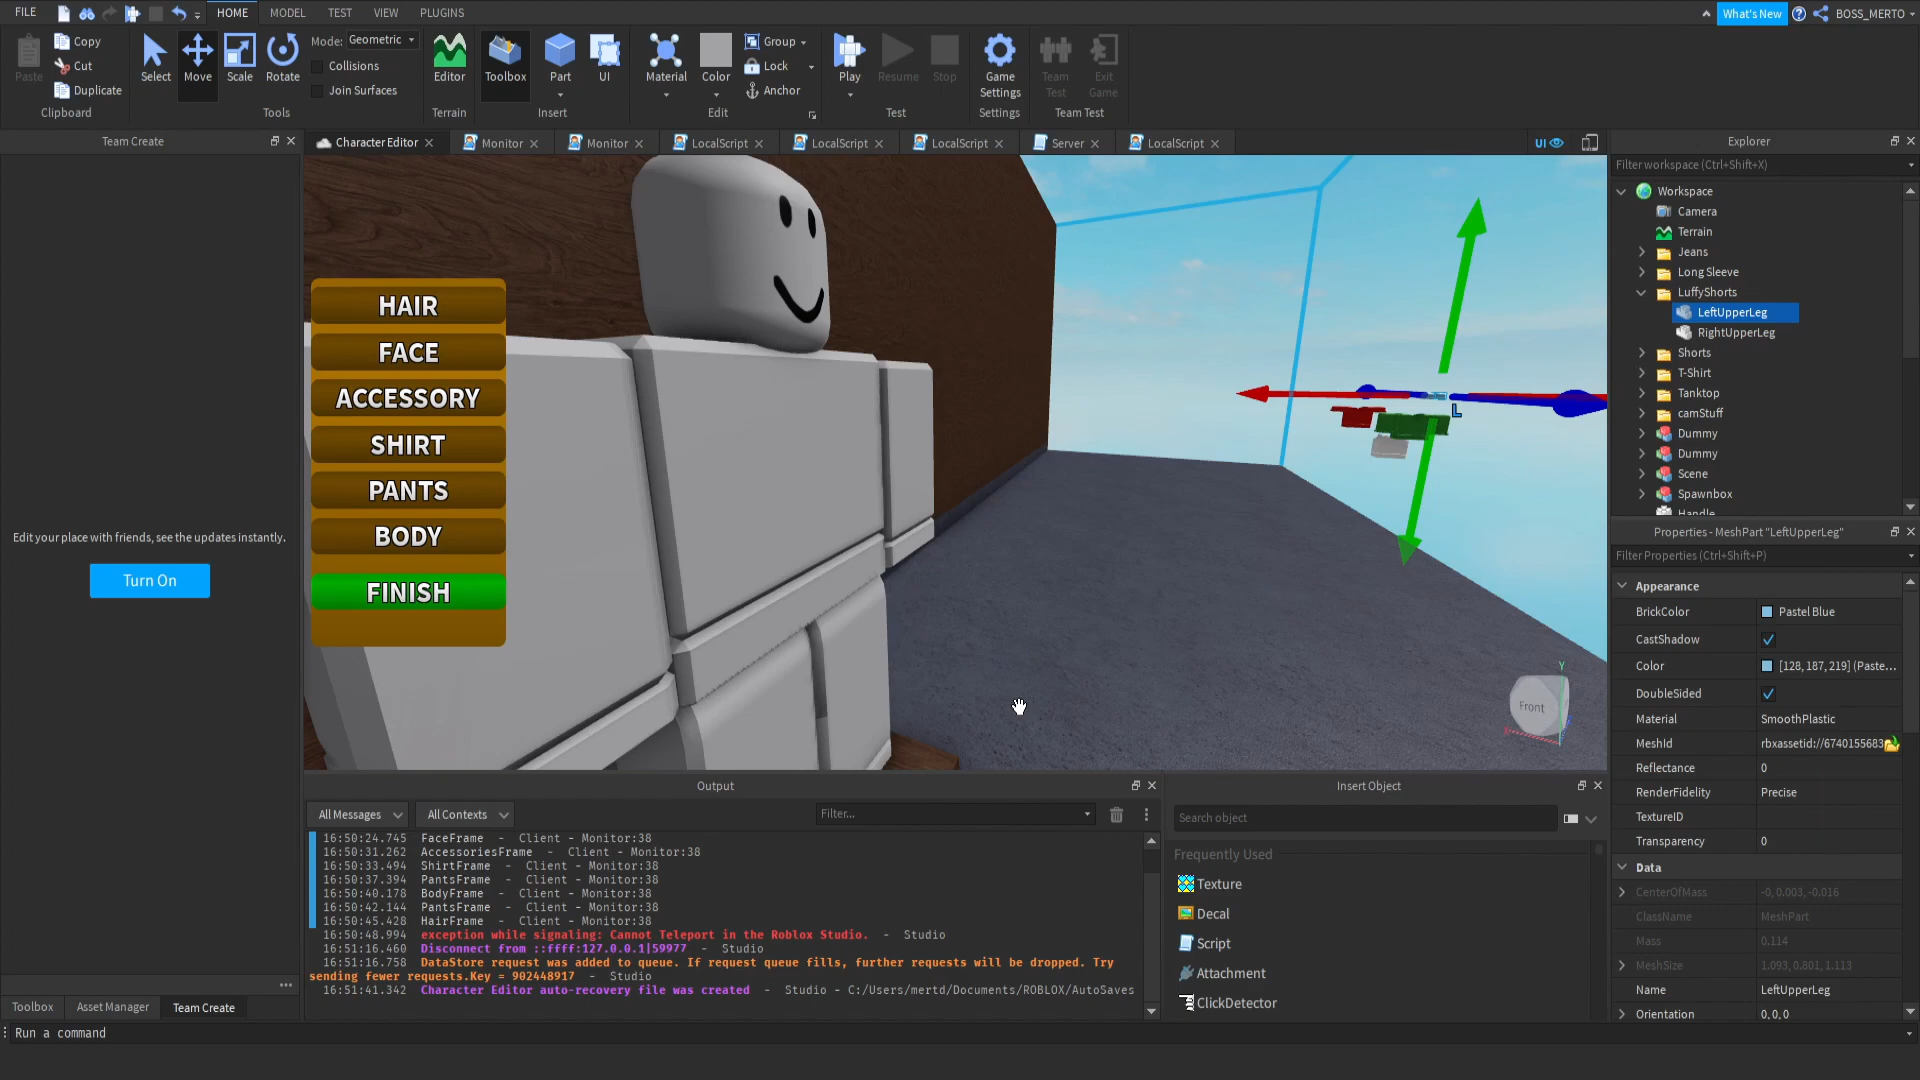 FILE
HOME
MODEL
TEST
VIEW
PLUGINS
What's New
BOSS_MERTO
Paste
Copy
Cut
Duplicate
Clipboard
Select
Move
Scale
Rotate
Mode: Geometric
Collisions
Join Surfaces
Tools
Editor
Terrain
Toolbox
Part
UI
Insert
Material
Color
Group
Lock
Anchor
Edit
Play
Resume
Stop
Test
Game Settings
Settings
Team Test
Exit Game
Team Test
Team Create
Character Editor
Monitor
Monitor
LocalScript
LocalScript
LocalScript
Server
LocalScript
UI
Edit your place with friends, see the updates instantly.
Turn On
HAIR
FACE
ACCESSORY
SHIRT
PANTS
BODY
FINISH
L
Front
X
Y
Explorer
Filter workspace (Ctrl+Shift+X)
Workspace
Camera
Terrain
Jeans
Long Sleeve
LuffyShorts
LeftUpperLeg
RightUpperLeg
Shorts
T-Shirt
Tanktop
camStuff
Dummy
Dummy
Scene
Spawnbox
Handle
Properties - MeshPart "LeftUpperLeg"
Filter Properties (Ctrl+Shift+P)
Appearance
BrickColor Pastel Blue
CastShadow
Color [128, 187, 219] (Paste...
DoubleSided
Material SmoothPlastic
MeshId rbxassetid://6740155683
Reflectance 0
RenderFidelity Precise
TextureID
Transparency 0
Data
CenterOfMass -0, 0.003, -0.016
ClassName MeshPart
Mass 0.114
MeshSize 1.093, 0.801, 1.113
Name LeftUpperLeg
Orientation 0, 0, 0
Output
All Messages
All Contexts
Filter...
16:50:24.745 FaceFrame - Client - Monitor:38
16:50:31.262 AccessoriesFrame - Client - Monitor:38
16:50:33.494 ShirtFrame - Client - Monitor:38
16:50:37.394 PantsFrame - Client - Monitor:38
16:50:40.178 BodyFrame - Client - Monitor:38
16:50:42.144 PantsFrame - Client - Monitor:38
16:50:45.428 HairFrame - Client - Monitor:38
16:50:48.994 exception while signaling: Cannot Teleport in the Roblox Studio. - Studio
16:51:16.460 Disconnect from ::ffff:127.0.0.1|59977 - Studio
16:51:16.758 DataStore request was added to queue. If request queue fills, further requests will be dropped. Try
sending fewer requests.Key = 902448917 - Studio
16:51:41.342 Character Editor auto-recovery file was created - Studio - C:/Users/mertd/Documents/ROBLOX/AutoSaves
Insert Object
Search object
Frequently Used
Texture
Decal
Script
Attachment
ClickDetector
Toolbox
Asset Manager
Team Create
Run a command